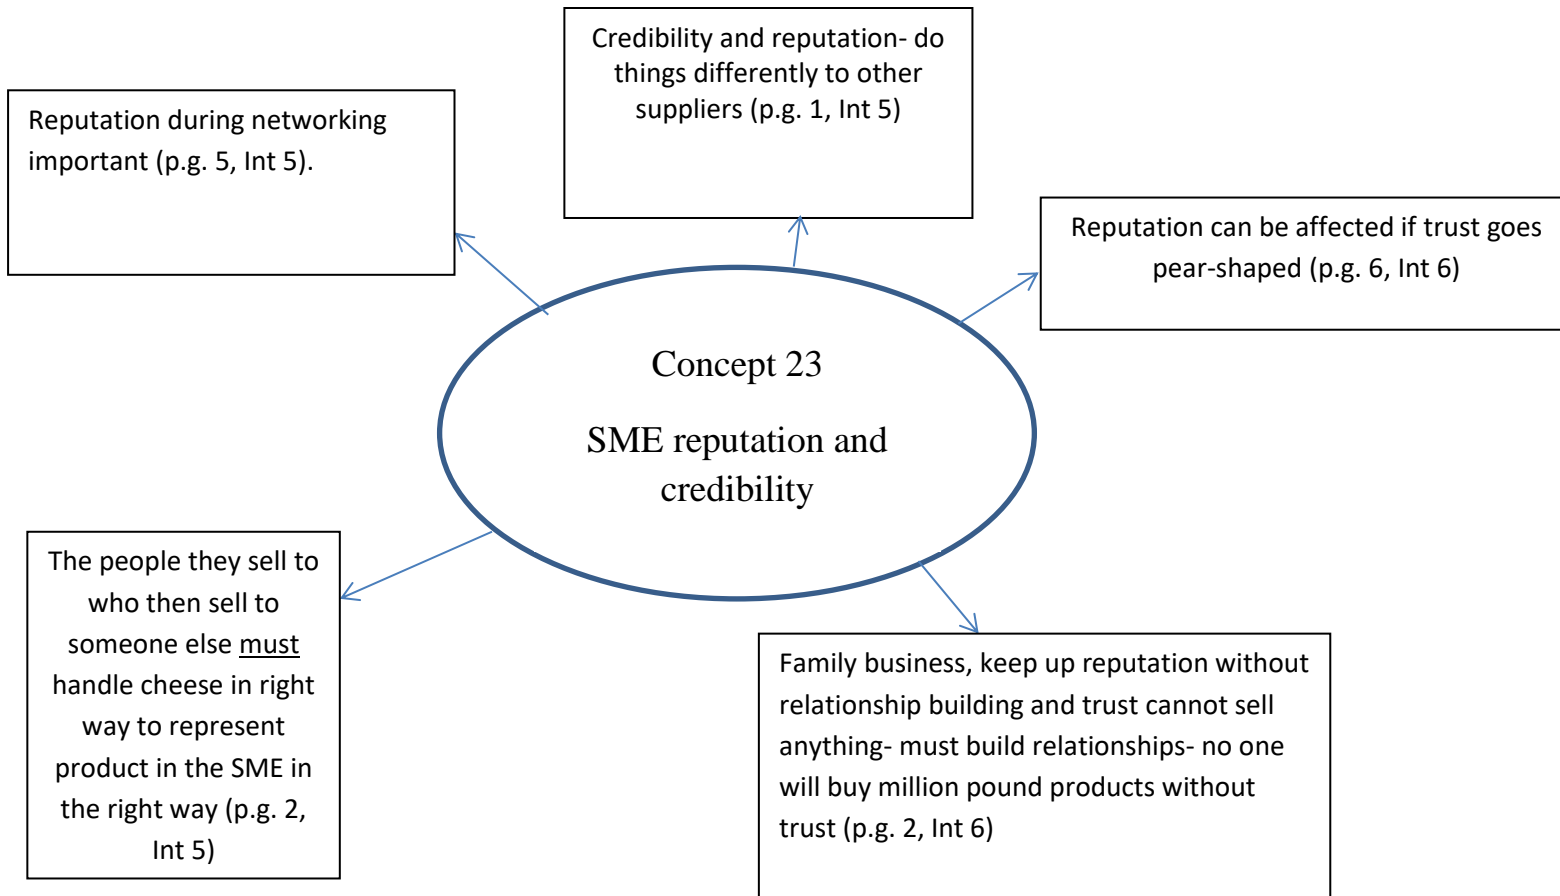 Credibility and reputation- do
things differently to other
suppliers (p.g. 1, Int 5)
Reputation during networking
important (p.g. 5, Int 5).
Reputation can be affected if trust goes
pear-shaped (p.g. 6, Int 6)
Concept 23
SME reputation and
credibility
The people they sell to
who then sell to
someone else must
handle cheese in right
way to represent
product in the SME in
the right way (p.g. 2,
Int 5)
Family business, keep up reputation without
relationship building and trust cannot sell
anything- must build relationships- no one
will buy million pound products without
trust (p.g. 2, Int 6)